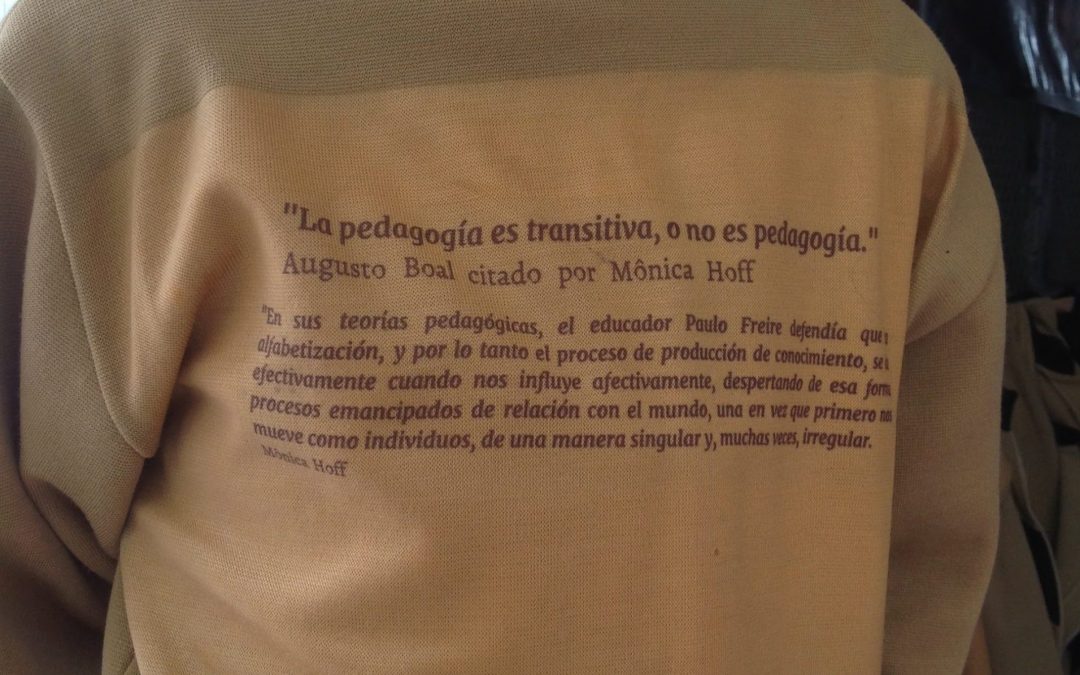 "La pedagogía es transitiva, o no es pedagogía."
Augusto Boal citado por Mônica Hoff
"En sus teorías pedagógicas, el educador Paulo Freire defendía que
alfabetización, y por lo tanto el proceso de producción de conocimiento, se
efectivamente cuando nos influye afectivamente, despertando de esa forma
procesos emancipados de relación con el mundo, una en vez que primero nos
mueve como individuos, de una manera singular y, muchas veces, irregular.
Mônica Hoff